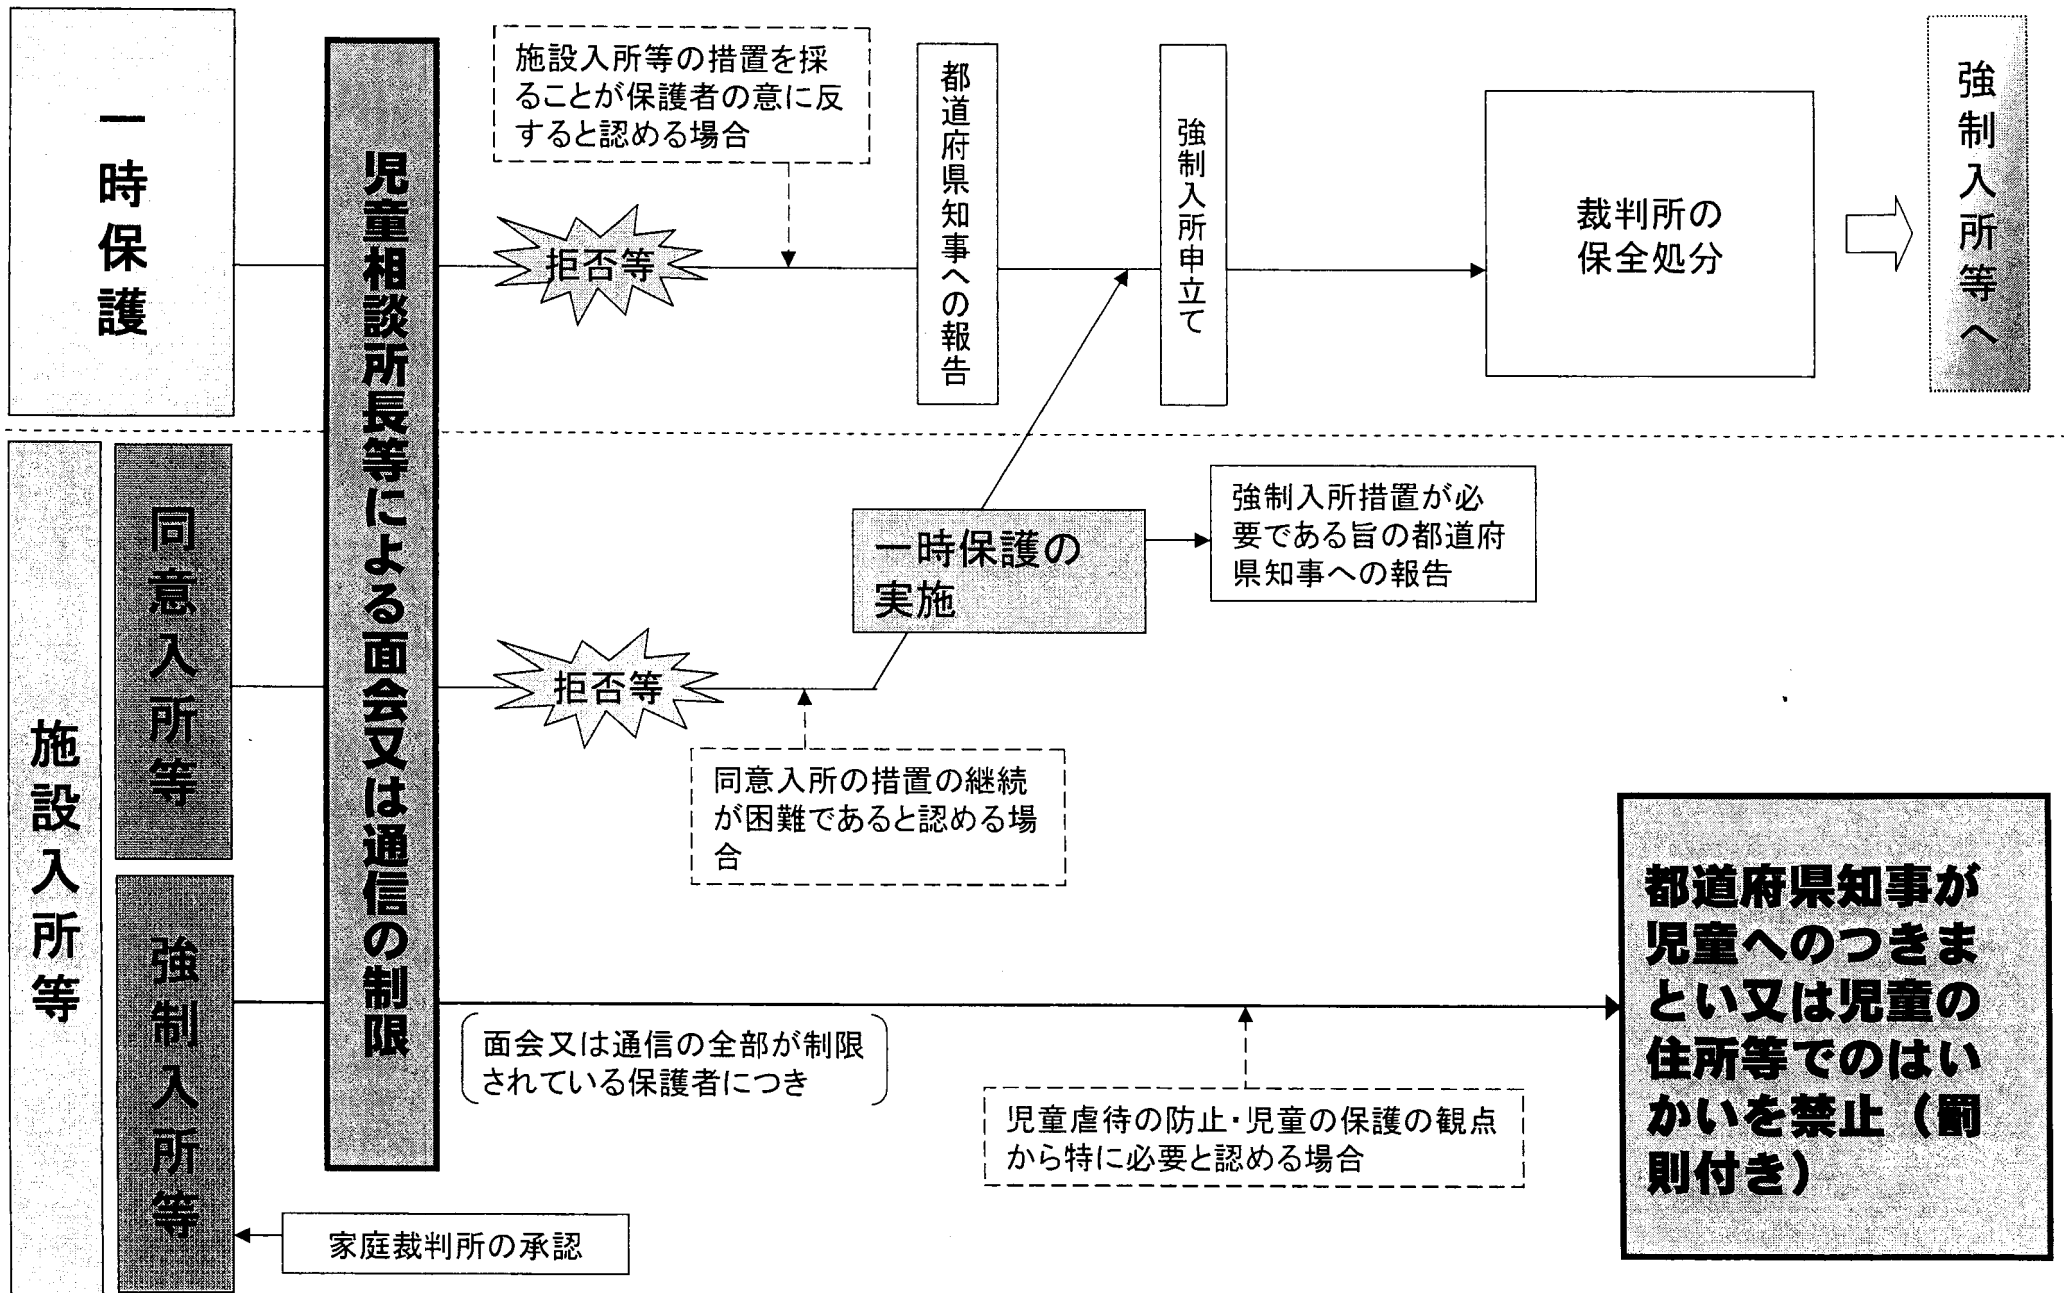 一時保護
児童相談所長等による面会又は通信の制限
施設入所等の措置を採
ることが保護者の意に反
すると認める場合
拒否等
都道府県知事への報告
強制入所申立て
裁判所の
保全処分
強制入所等へ
施設入所等
同意入所等
拒否等
同意入所の措置の継続
が困難であると認める場
合
一時保護の
実施
強制入所措置が必
要である旨の都道府
県知事への報告
強制入所等
家庭裁判所の承認
面会又は通信の全部が制限
されている保護者につき
児童虐待の防止・児童の保護の観点
から特に必要と認める場合
都道府県知事が
児童へのつきま
とい又は児童の
住所等でのはい
かいを禁止（罰
則付き）